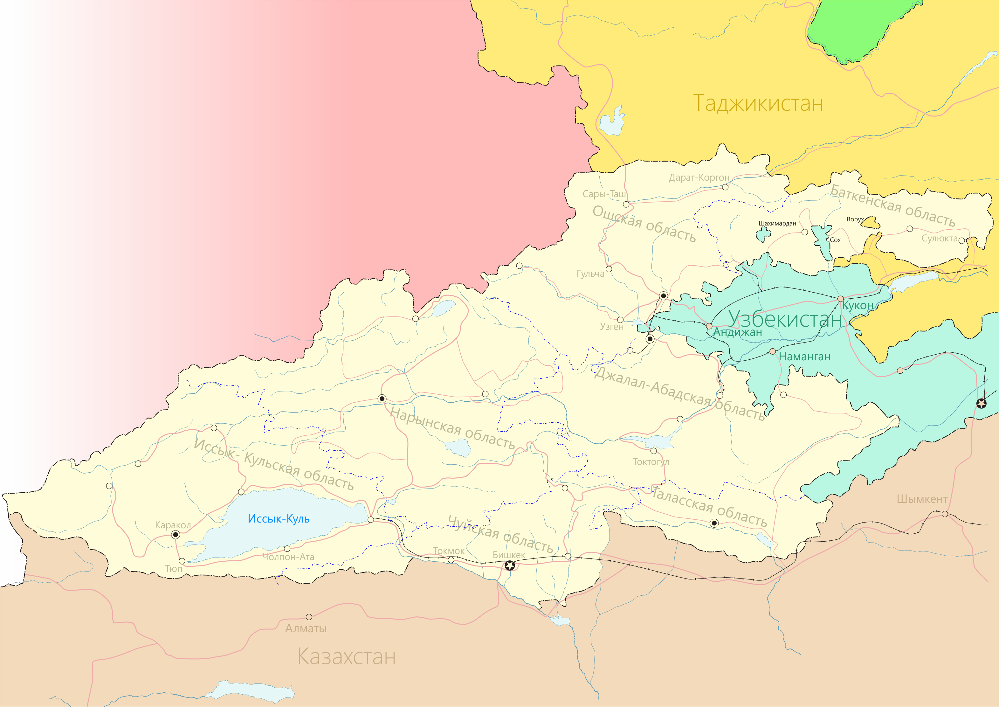 Таджикистан
Дарат-Коргон
Сары-Таш
Баткенская область
Ошская область
Ворух
Шахимардан
Сох
Сулюкта
Гульча
Кукон
Узбекистан
Узген
Андижан
Наманган
Джалал-Абадская область
Нарынская область
Иссык- Кульская область
Токтогул
Таласская область
Шымкент
Иссык-Куль
Каракол
Чуйская область
Токмок
Бишкек
Чолпон-Ата
Тюп
Алматы
Казахстан